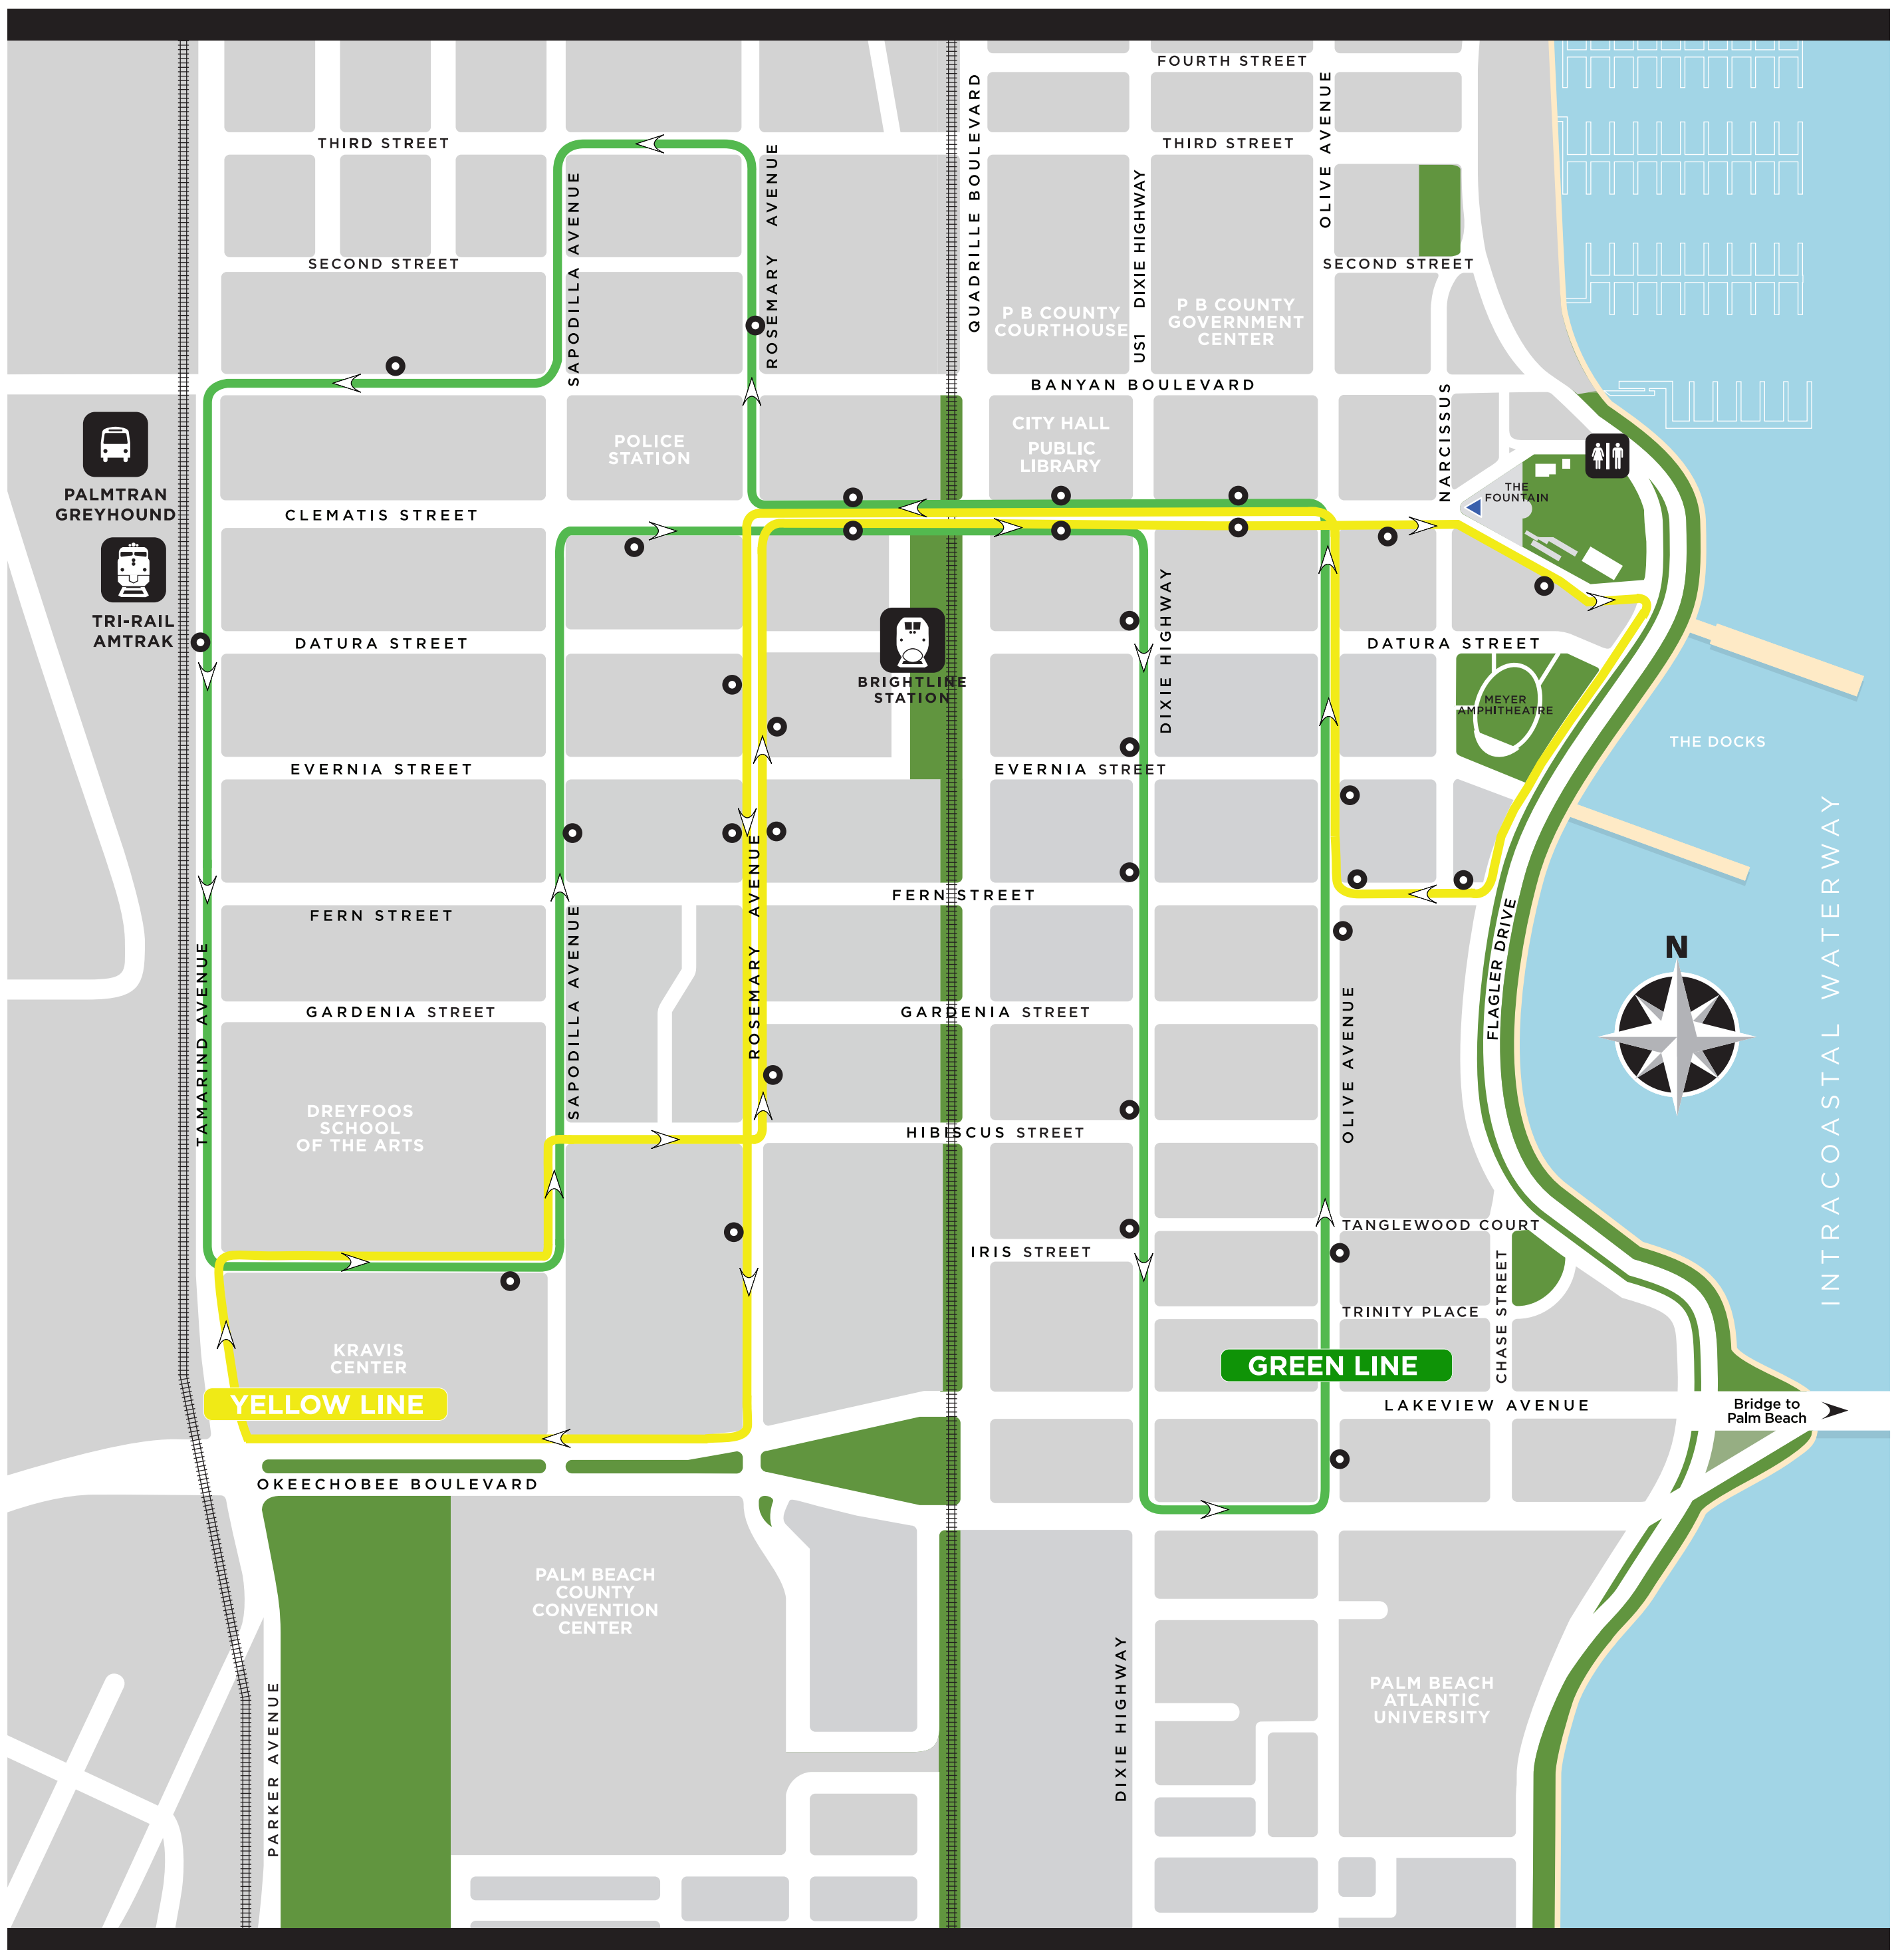 FOURTH STREET
THIRD STREET
THIRD STREET
SAPODILLA AVENUE
ROSEMARY AVENUE
QUADRILLE BOULEVARD
US1 DIXIE HIGHWAY
OLIVE AVENUE
SECOND STREET
SECOND STREET
P B COUNTY
COURTHOUSE
P B COUNTY
GOVERNMENT
CENTER
BANYAN BOULEVARD
NARCISSUS
POLICE
STATION
CITY HALL
PUBLIC
LIBRARY
THE
FOUNTAIN
PALMTRAN
GREYHOUND
CLEMATIS STREET
TRI-RAIL
AMTRAK
DATURA STREET
DATURA STREET
DIXIE HIGHWAY
BRIGHTLINE
STATION
MEYER
AMPHITHEATRE
THE DOCKS
EVERNIA STREET
EVERNIA STREET
INTRACOASTAL WATERWAY
FERN STREET
FERN STREET
TAMARIND AVENUE
SAPODILLA AVENUE
ROSEMARY AVENUE
FLAGLER DRIVE
N
GARDENIA STREET
GARDENIA STREET
OLIVE AVENUE
DREYFOOS
SCHOOL
OF THE ARTS
HIBISCUS STREET
TANGLEWOOD COURT
IRIS STREET
CHASE STREET
TRINITY PLACE
KRAVIS
CENTER
GREEN LINE
YELLOW LINE
LAKEVIEW AVENUE
Bridge to
Palm Beach
OKEECHOBEE BOULEVARD
PALM BEACH
COUNTY
CONVENTION
CENTER
PARKER AVENUE
DIXIE HIGHWAY
PALM BEACH
ATLANTIC
UNIVERSITY